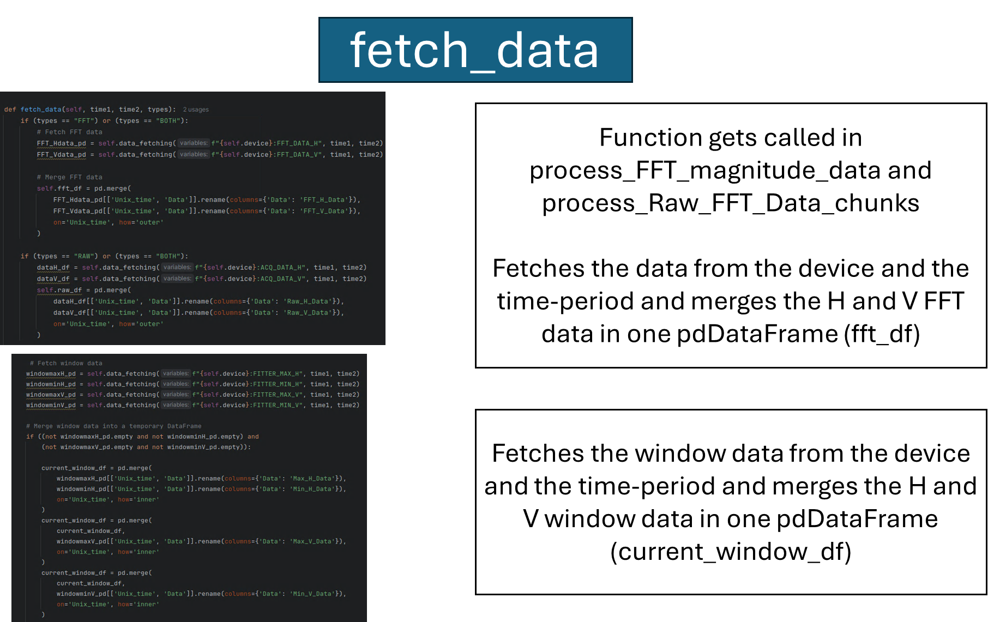 fetch_data
def fetch_data(self, time1, time2, types): 2 usages
if (types == "FFT") or (types == "BOTH"):
# Fetch FFT data
FFT_Hdata_pd = self.data_fetching( variables: f"{self.device}:FFT_DATA_H", time1, time2)
FFT_Vdata_pd = self.data_fetching( variables: f"{self.device}:FFT_DATA_V", time1, time2)
# Merge FFT data
self.fft_df = pd.merge(
FFT_Hdata_pd[['Unix_time', 'Data']].rename(columns={'Data': 'FFT_H_Data'}),
FFT_Vdata_pd[['Unix_time', 'Data']].rename(columns={'Data': 'FFT_V_Data'}),
on='Unix_time', how='outer'
)
if (types == "RAW") or (types == "BOTH"):
dataH_df = self.data_fetching( variables: f"{self.device}:ACQ_DATA_H", time1, time2)
dataV_df = self.data_fetching( variables: f"{self.device}:ACQ_DATA_V", time1, time2)
self.raw_df = pd.merge(
dataH_df[['Unix_time', 'Data']].rename(columns={'Data': 'Raw_H_Data'}),
dataV_df[['Unix_time', 'Data']].rename(columns={'Data': 'Raw_V_Data'}),
on='Unix_time', how='outer'
)
Function gets called in
process_FFT_magnitude_data and
process_Raw_FFT_Data_chunks
Fetches the data from the device and the
time-period and merges the H and V FFT
data in one pdDataFrame (fft_df)
# Fetch window data
windowmaxH_pd = self.data_fetching( variables: f"{self.device}:FITTER_MAX_H", time1, time2)
windowminH_pd = self.data_fetching( variables: f"{self.device}:FITTER_MIN_H", time1, time2)
windowmaxV_pd = self.data_fetching( variables: f"{self.device}:FITTER_MAX_V", time1, time2)
windowminV_pd = self.data_fetching( variables: f"{self.device}:FITTER_MIN_V", time1, time2)
# Merge window data into a temporary DataFrame
if ((not windowmaxH_pd.empty and not windowminH_pd.empty) and
(not windowmaxV_pd.empty and not windowminV_pd.empty)):
current_window_df = pd.merge(
windowmaxH_pd[['Unix_time', 'Data']].rename(columns={'Data': 'Max_H_Data'}),
windowminH_pd[['Unix_time', 'Data']].rename(columns={'Data': 'Min_H_Data'}),
on='Unix_time', how='inner'
)
current_window_df = pd.merge(
current_window_df,
windowmaxV_pd[['Unix_time', 'Data']].rename(columns={'Data': 'Max_V_Data'}),
on='Unix_time', how='inner'
)
current_window_df = pd.merge(
current_window_df,
windowminV_pd[['Unix_time', 'Data']].rename(columns={'Data': 'Min_V_Data'}),
on='Unix_time', how='inner'
)
Fetches the window data from the device
and the time-period and merges the H and
V window data in one pdDataFrame
(current_window_df)